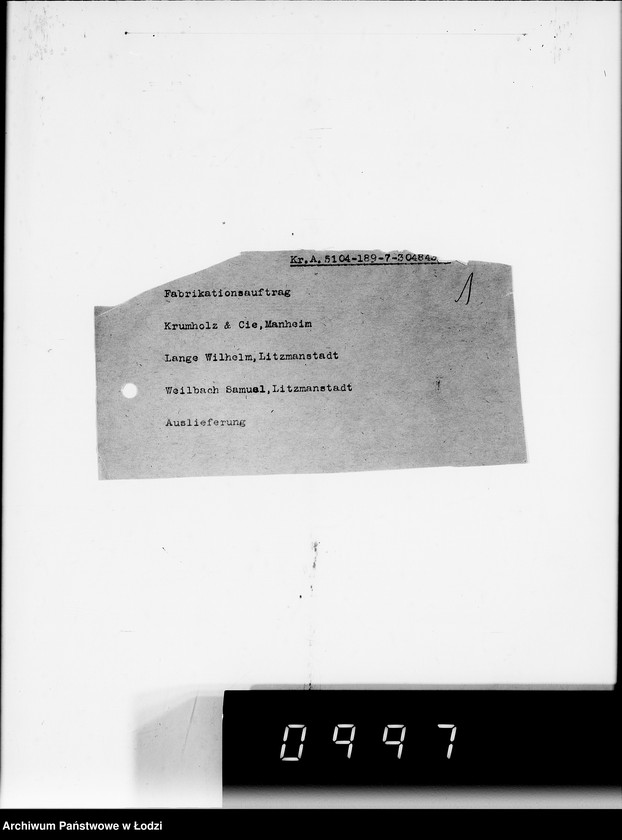 Kr.A. 5104-189-7-30484
1
Fabrikationsauftrag
Krumholz & Cie,Manheim
Lange Wilhelm,Litzmanstadt
Weilbach Samuel,Litzmanstadt
Auslieferung
0997
Archiwum Państwowe w Łodzi